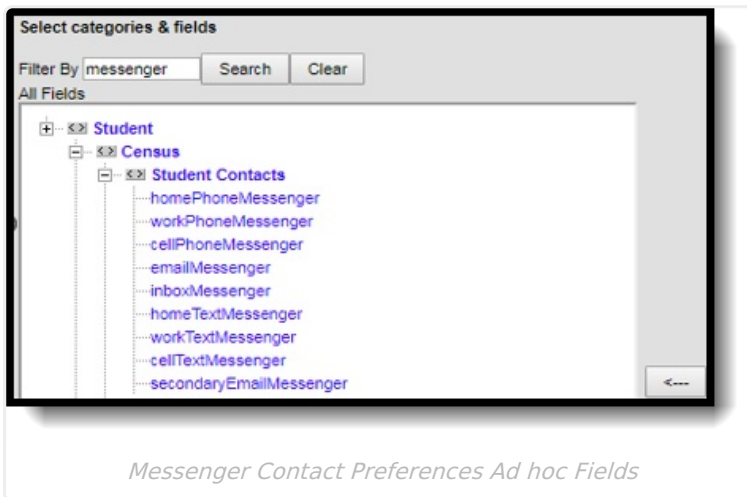 Select categories & fields
Filter By messenger Search Clear
All Fields
Student
Census
Student Contacts
homePhoneMessenger
workPhoneMessenger
cellPhoneMessenger
emailMessenger
inboxMessenger
homeTextMessenger
workTextMessenger
cellTextMessenger
secondaryEmailMessenger
<---
Messenger Contact Preferences Ad hoc Fields